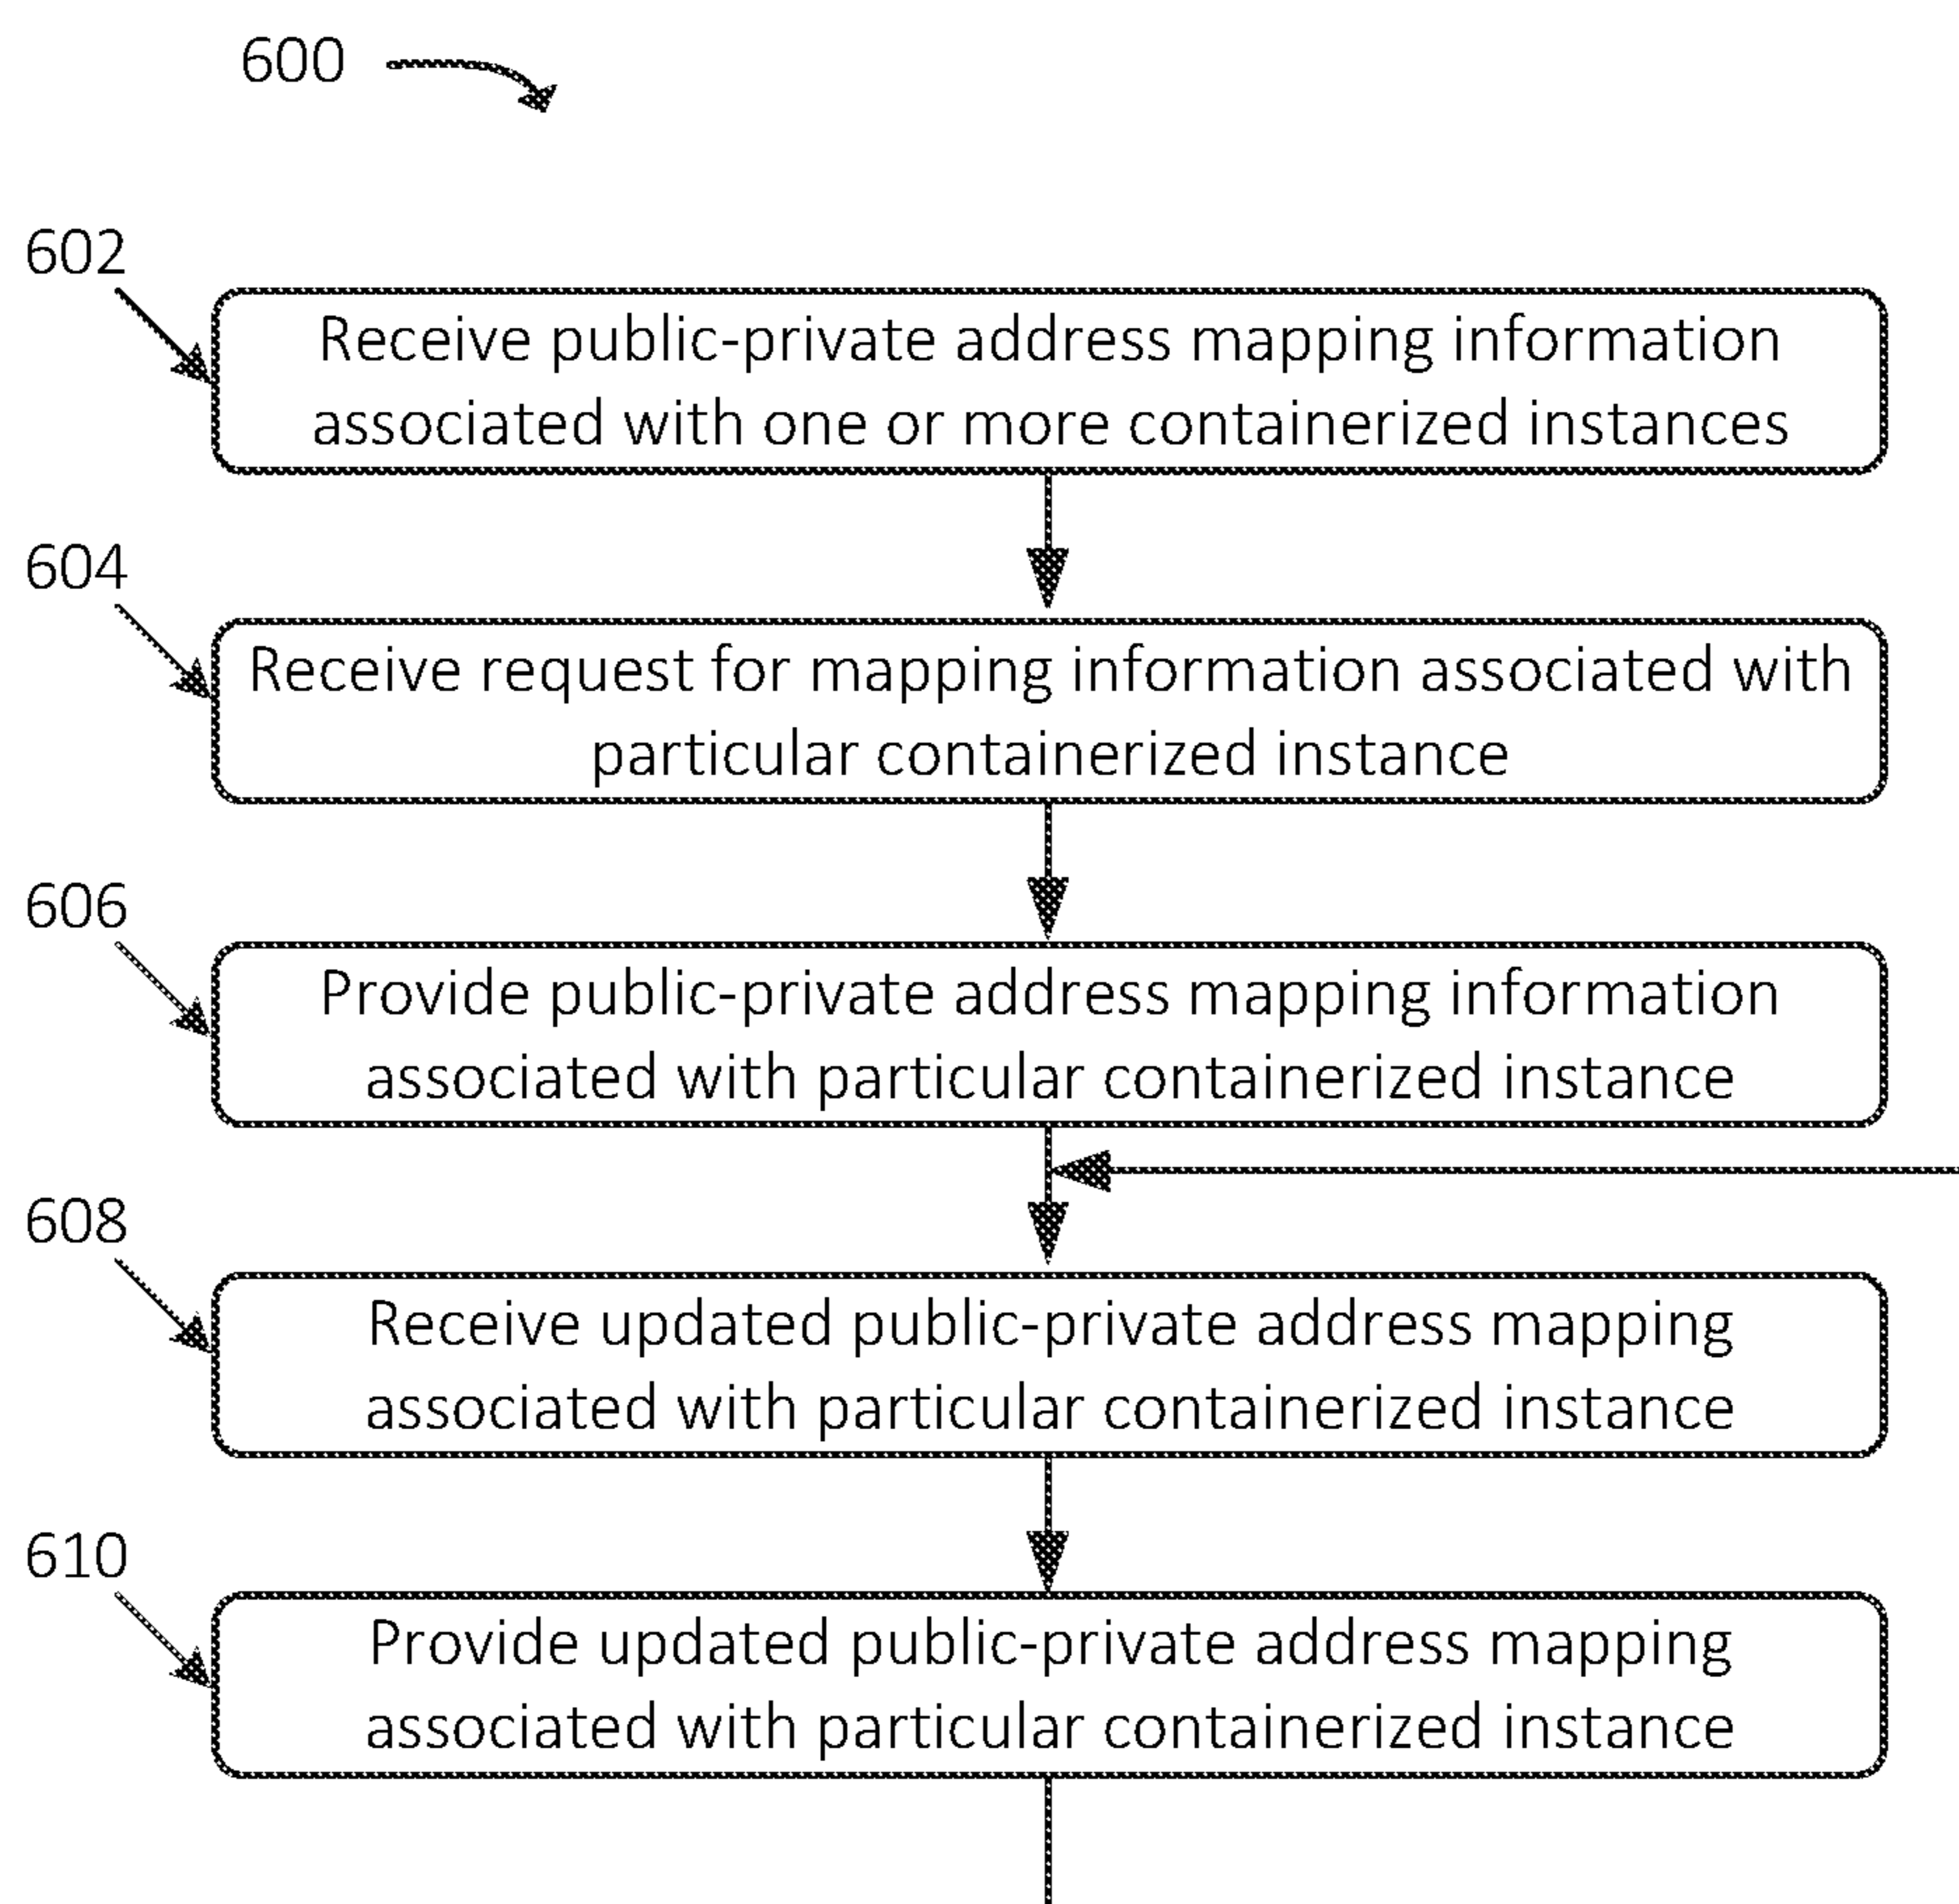 600
602
Receive public-private address mapping information
associated with one or more containerized instances
604
Receive request for mapping information associated with
particular containerized instance
606
Provide public-private address mapping information
associated with particular containerized instance
608
Receive updated public-private address mapping
associated with particular containerized instance
610
Provide updated public-private address mapping
associated with particular containerized instance